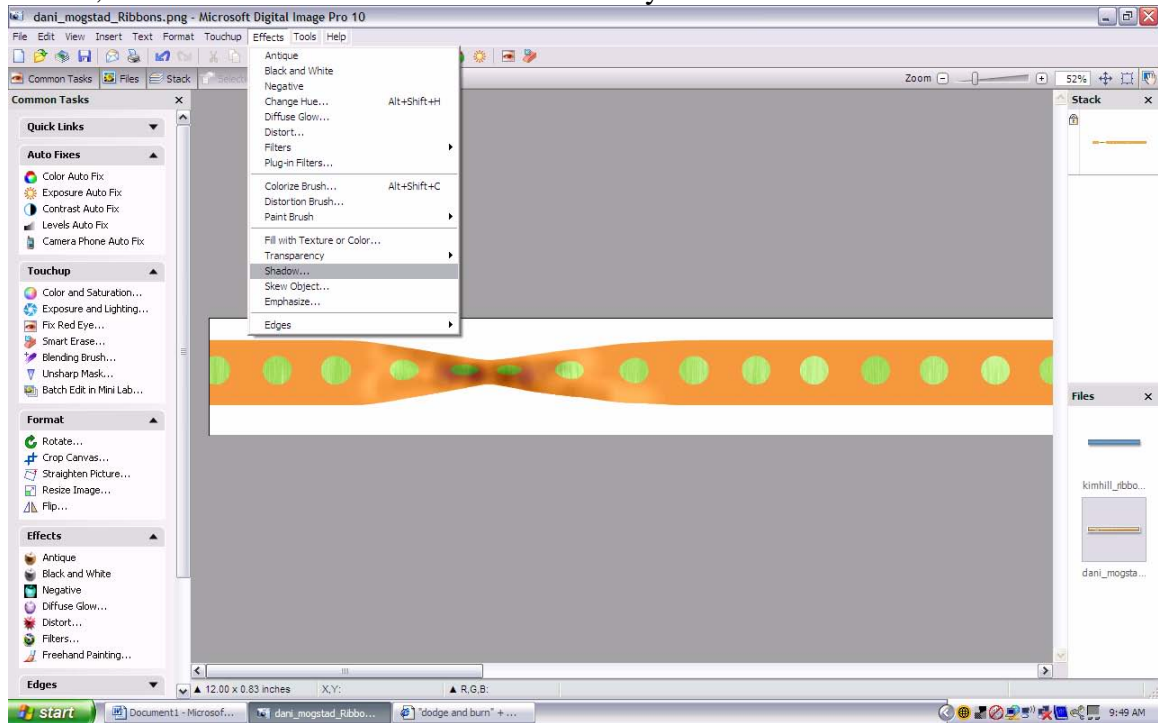 dani_mogstad_Ribbons.png - Microsoft Digital Image Pro 10
File Edit View Insert Text Format Touchup Effects Tools Help
Common Tasks Files Stack
Zoom 52%
Common Tasks
Quick Links
Auto Fixes
Color Auto Fix
Exposure Auto Fix
Contrast Auto Fix
Levels Auto Fix
Camera Phone Auto Fix
Touchup
Color and Saturation...
Exposure and Lighting...
Fix Red Eye...
Smart Erase...
Blending Brush...
Unsharp Mask...
Batch Edit in Mini Lab...
Format
Rotate...
Crop Canvas...
Straighten Picture...
Resize Image...
Flip...
Effects
Antique
Black and White
Negative
Diffuse Glow...
Distort...
Filters...
Freehand Painting...
Edges
Antique
Black and White
Negative
Change Hue... Alt+Shift+H
Diffuse Glow...
Distort...
Filters
Plug-in Filters...
Colorize Brush... Alt+Shift+C
Distortion Brush...
Paint Brush
Fill with Texture or Color...
Transparency
Shadow...
Skew Object...
Emphasize...
Edges
Stack
Files
kimhill_ribbo...
dani_mogsta...
12.00 x 0.83 inches X,Y: R,G,B:
start Document1 - Microsof... dani_mogstad_Ribbo... "dodge and burn" + ... 9:49 AM